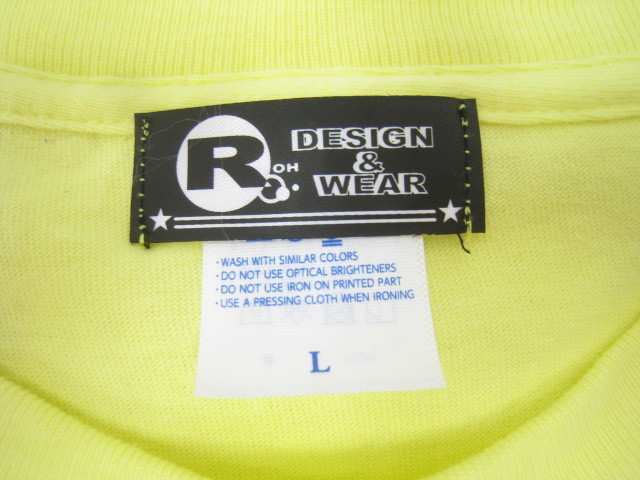 R
OH
DESIGN
&
WEAR
· WASH WITH SIMILAR COLORS
· DO NOT USE OPTICAL BRIGHTENERS
· DO NOT USE IRON ON PRINTED PART
· USE A PRESSING CLOTH WHEN IRONING
L